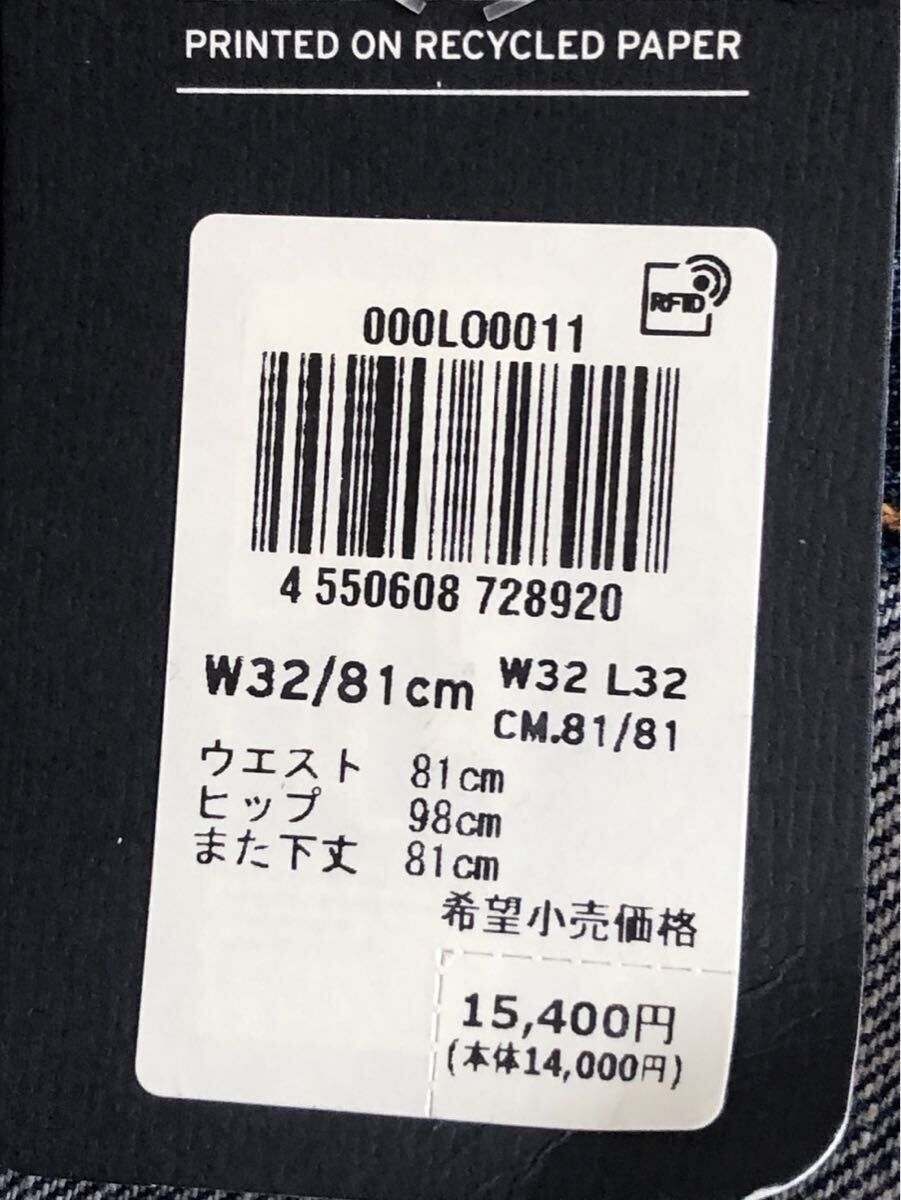 PRINTED ON RECYCLED PAPER
RFID
000LO0011
4 550608 728920
W32/81cm
W32 L32
CM.81/81
ウエスト 81cm
ヒップ 98cm
また下丈 81cm
希望小売価格
15,400円
(本体14,000円)